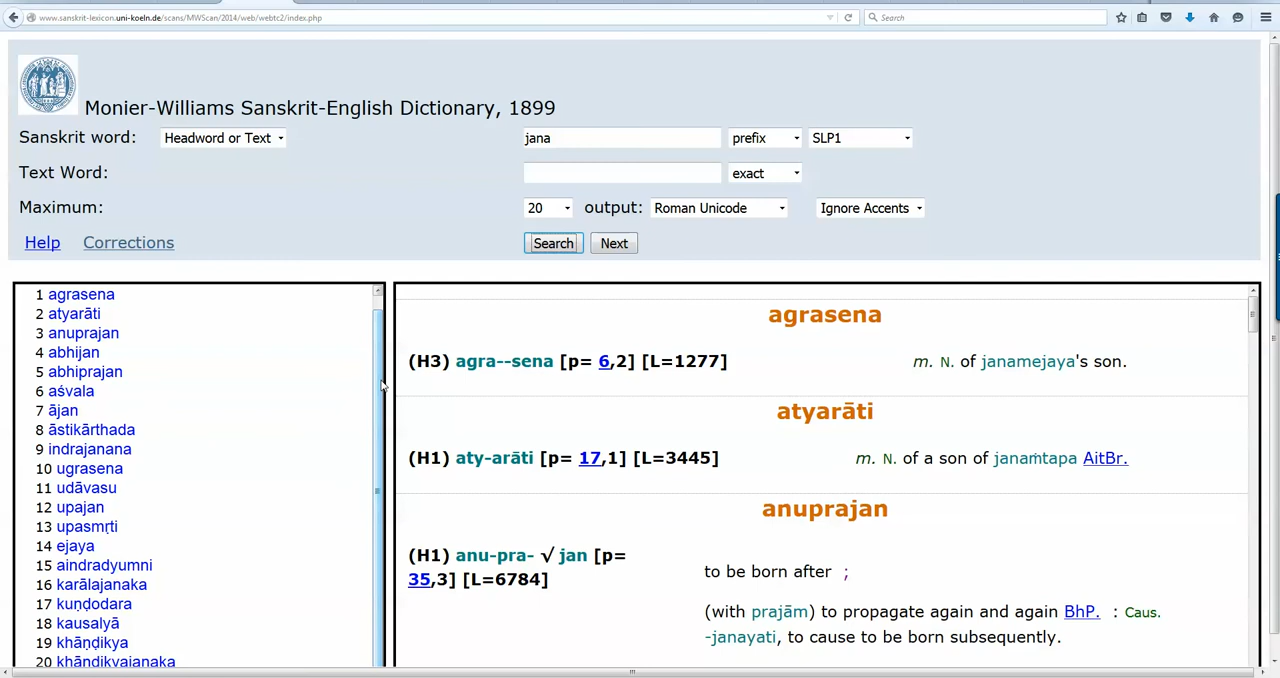 www.sanskrit-lexicon.uni-koeln.de/scans/MWScan/2014/web/webtc2/index.php
Search
Monier-Williams Sanskrit-English Dictionary, 1899
Sanskrit word: Headword or Text jana prefix SLP1
Text Word: exact
Maximum: 20 output: Roman Unicode Ignore Accents
Help Corrections Search Next
1 agrasena
2 atyarāti
3 anuprajan
4 abhijan
5 abhiprajan
6 aśvala
7 ājan
8 āstikārthada
9 indrajanana
10 ugrasena
11 udāvasu
12 upajan
13 upasmṛti
14 ejaya
15 aindradyumni
16 karālajanaka
17 kuṇḍodara
18 kausalyā
19 khāṇḍikya
20 khāṇdikyajanaka
agrasena
(H3) agra--sena [p= 6,2] [L=1277] m. N. of janamejaya's son.
atyarāti
(H1) aty-arāti [p= 17,1] [L=3445] m. N. of a son of janaṁtapa AitBr.
anuprajan
(H1) anu-pra- √ jan [p=
35,3] [L=6784]
to be born after ;
(with prajām) to propagate again and again BhP. : Caus.
-janayati, to cause to be born subsequently.